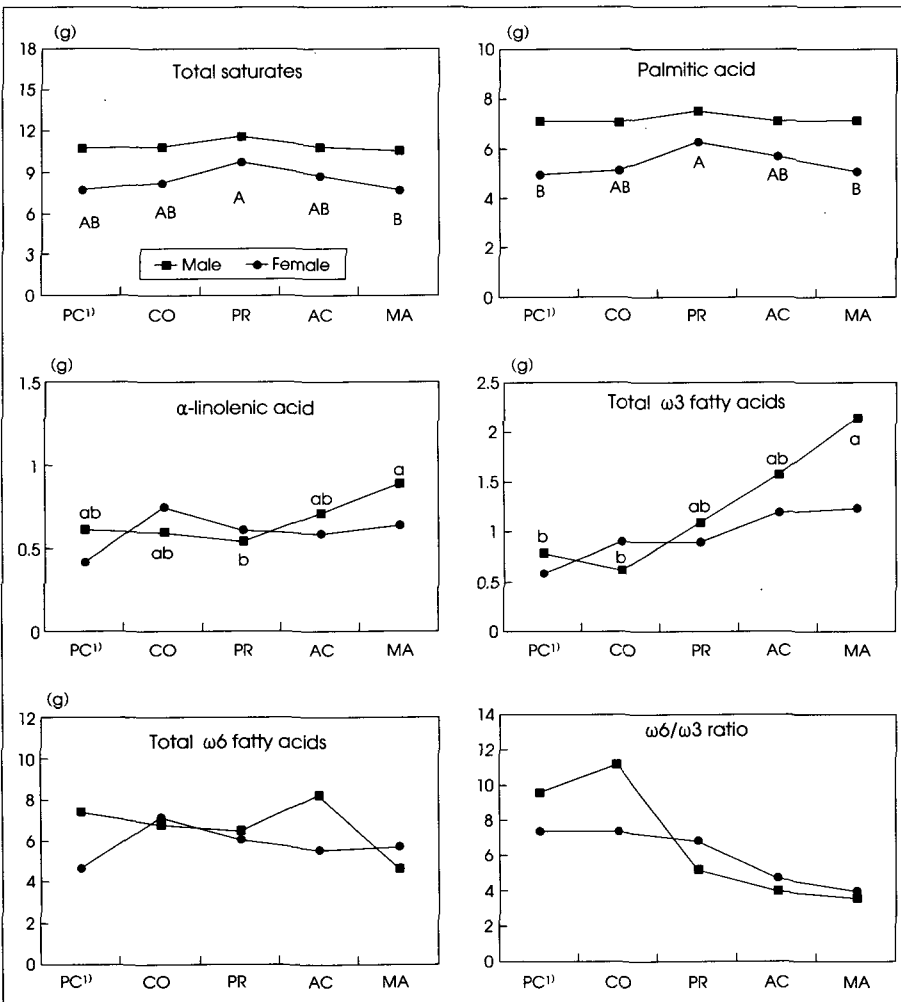 (g)
Total saturates
18
15
12
9
6
3
0
AB
AB
A
AB
B
Male
Female
PC1)
CO
PR
AC
MA
(g)
Palmitic acid
10
8
6
4
2
0
B
AB
A
AB
B
PC1)
CO
PR
AC
MA
(g)
α-linolenic acid
1.5
1
0.5
0
ab
ab
b
ab
a
PC1)
CO
PR
AC
MA
(g)
Total ω3 fatty acids
2.5
2
1.5
1
0.5
0
b
b
ab
ab
a
PC1)
CO
PR
AC
MA
(g)
Total ω6 fatty acids
12
10
8
6
4
2
0
PC1)
CO
PR
AC
MA
ω6/ω3 ratio
14
12
10
8
6
4
2
0
PC1)
CO
PR
AC
MA